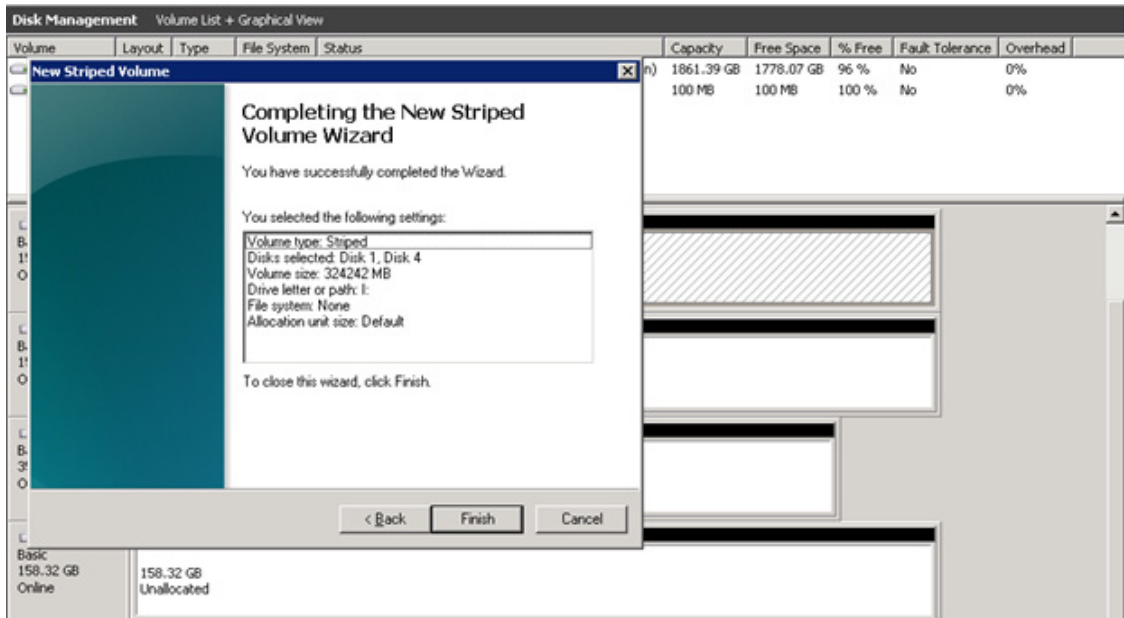 Disk Management Volume List + Graphical View
Volume Layout Type File System Status Capacity Free Space % Free Fault Tolerance Overhead
New Striped Volume
n) 1861.39 GB 1778.07 GB 96 % No 0%
100 MB 100 MB 100 % No 0%
Completing the New Striped
Volume Wizard
You have successfully completed the Wizard.
You selected the following settings:
Volume type: Striped
Disks selected: Disk 1, Disk 4
Volume size: 324242 MB
Drive letter or path: I:
File system: None
Allocation unit size: Default
To close this wizard, click Finish.
< Back Finish Cancel
Basic
158.32 GB
Online
158.32 GB
Unallocated